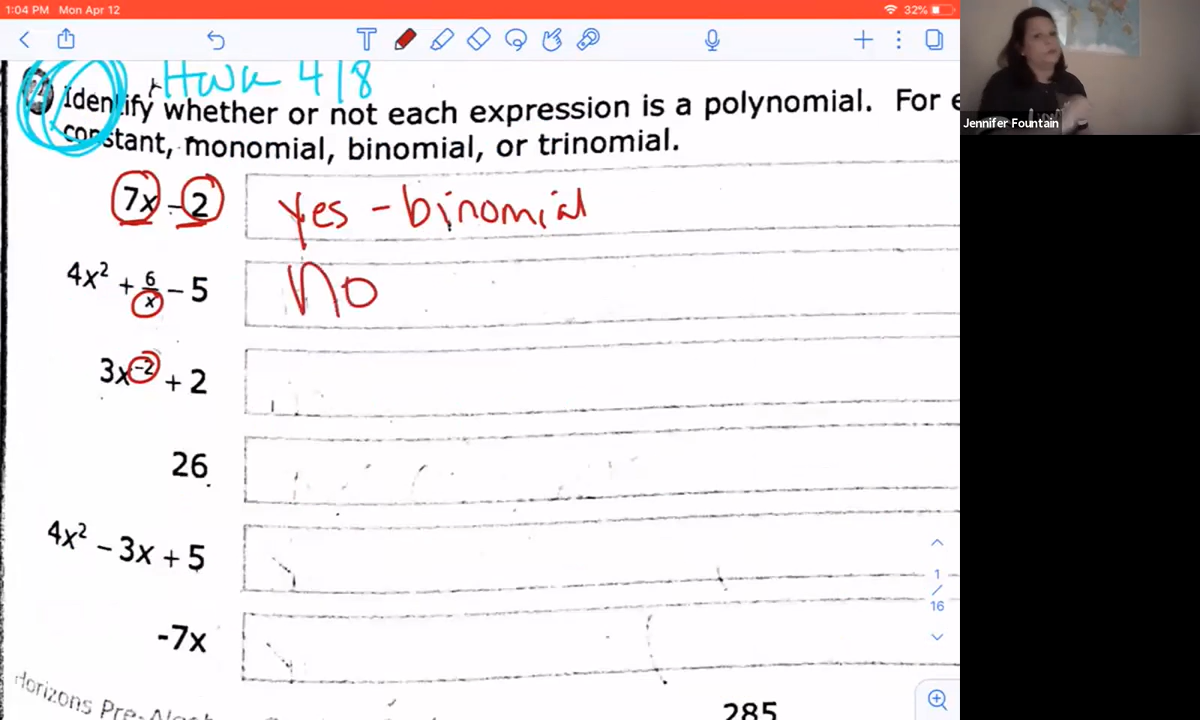 1:04 PM Mon Apr 12
32%
Hwk 4/8
Identify whether or not each expression is a polynomial. For e
constant, monomial, binomial, or trinomial.
7x - 2 yes - binomial
4x² + 6/x - 5 No
3x⁻² + 2
26
4x² - 3x + 5
-7x
Horizons Pre-Alg
285
1
/
16
Jennifer Fountain